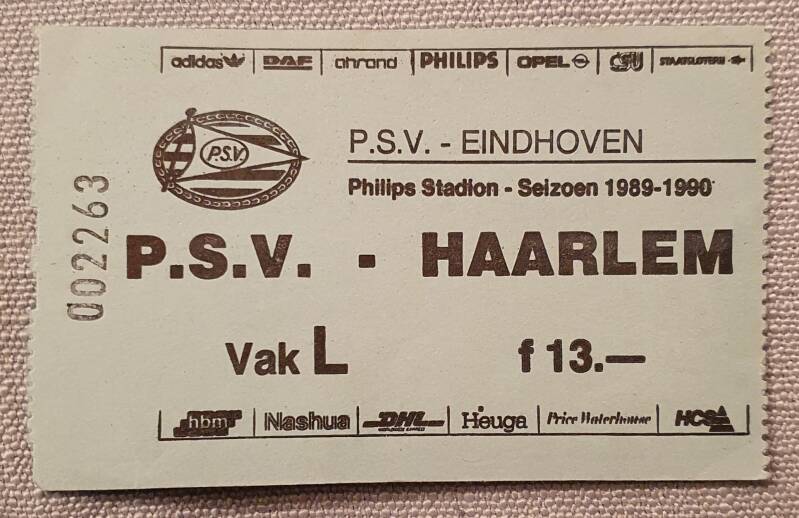 adidas DAF ahrend PHILIPS OPEL CSU STAATSLOTERIJ
P.S.V.
P.S.V. - EINDHOVEN
Philips Stadion - Seizoen 1989-1990
002263
P.S.V. - HAARLEM
Vak L f 13.—
hbm Nashua DHL Heuga Price Waterhouse HCS